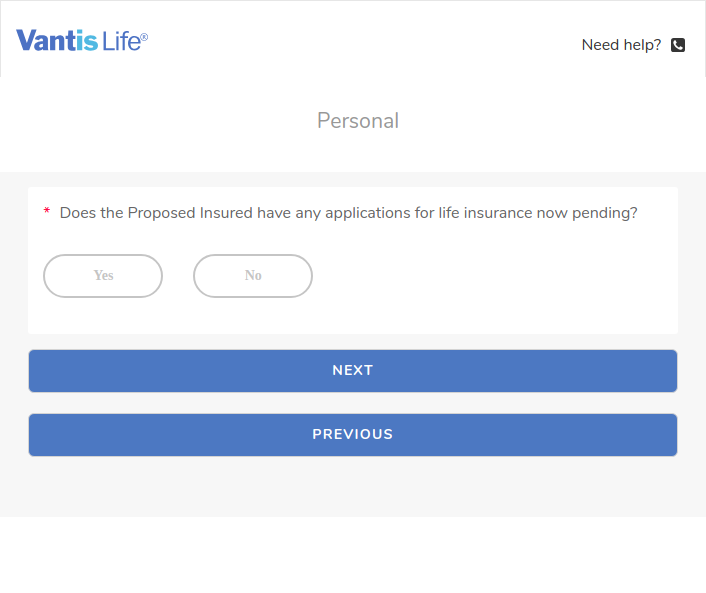 Vantis Life®
Need help?
Personal
* Does the Proposed Insured have any applications for life insurance now pending?
Yes No
NEXT
PREVIOUS